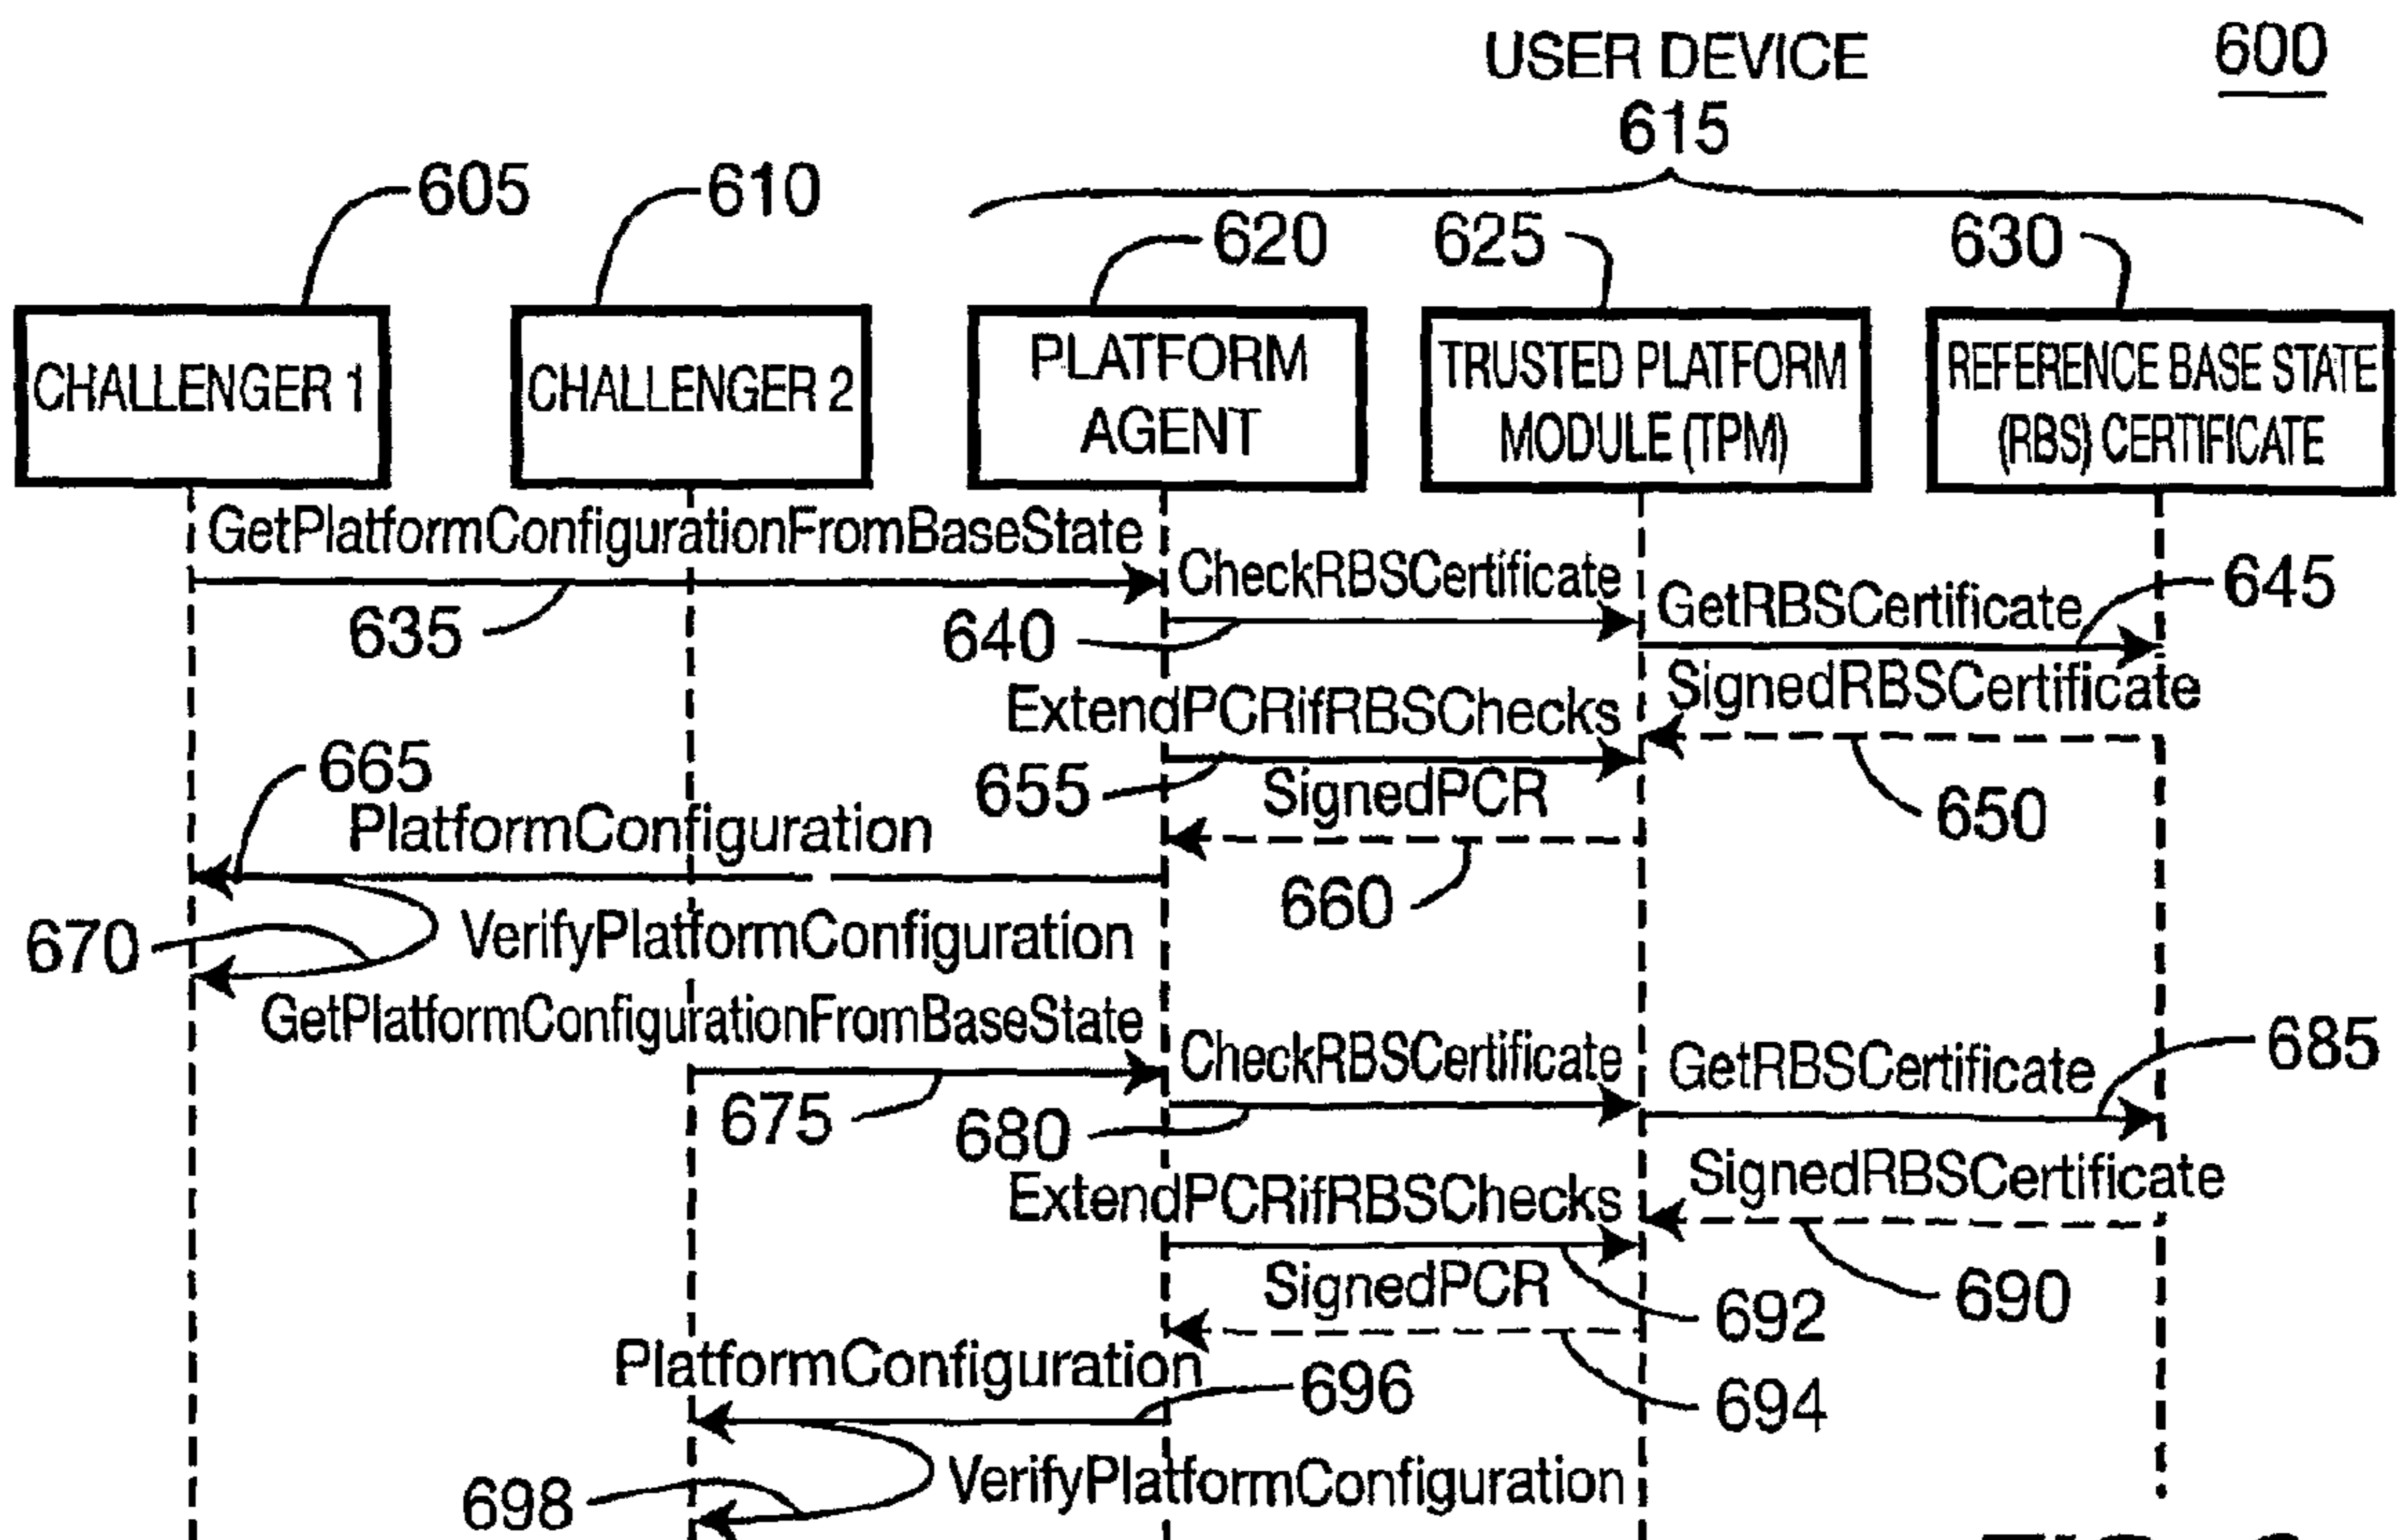 USER DEVICE
615
600
605
610
620
625
630
CHALLENGER 1
CHALLENGER 2
PLATFORM
AGENT
TRUSTED PLATFORM
MODULE (TPM)
REFERENCE BASE STATE
(RBS) CERTIFICATE
GetPlatformConfigurationFromBaseState
635
CheckRBSCertificate
640
GetRBSCertificate
645
SignedRBSCertificate
650
ExtendPCRifRBSChecks
655
SignedPCR
660
665
PlatformConfiguration
670
VerifyPlatformConfiguration
GetPlatformConfigurationFromBaseState
675
CheckRBSCertificate
680
GetRBSCertificate
685
SignedRBSCertificate
690
ExtendPCRifRBSChecks
692
SignedPCR
694
PlatformConfiguration
696
VerifyPlatformConfiguration
698